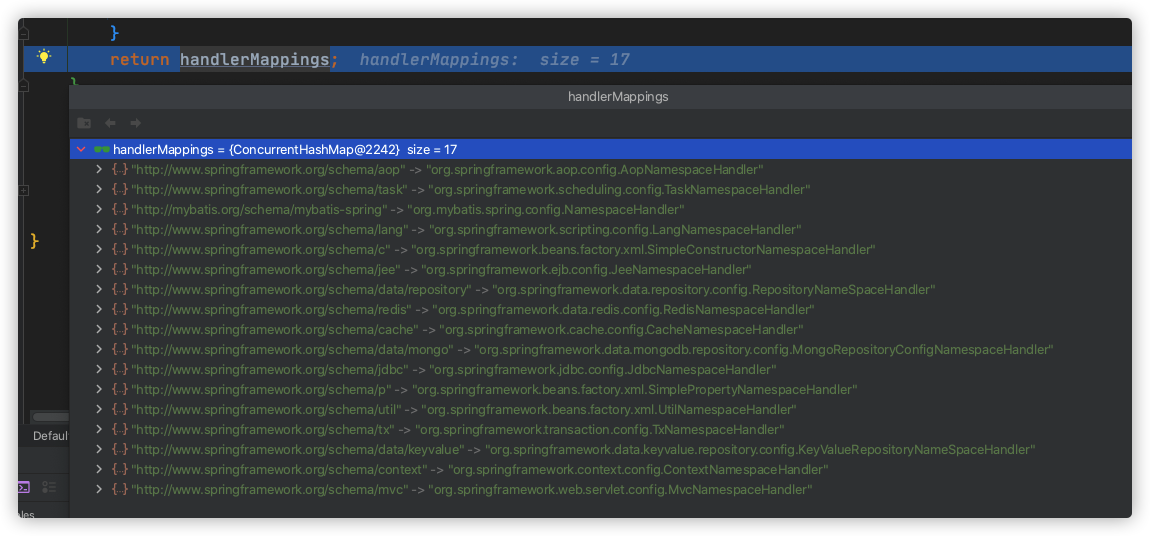 }
return handlerMappings; handlerMappings: size = 17
}
handlerMappings
handlerMappings = {ConcurrentHashMap@2242} size = 17
{...} "http://www.springframework.org/schema/aop" -> "org.springframework.aop.config.AopNamespaceHandler"
{...} "http://www.springframework.org/schema/task" -> "org.springframework.scheduling.config.TaskNamespaceHandler"
{...} "http://mybatis.org/schema/mybatis-spring" -> "org.mybatis.spring.config.NamespaceHandler"
{...} "http://www.springframework.org/schema/lang" -> "org.springframework.scripting.config.LangNamespaceHandler"
{...} "http://www.springframework.org/schema/c" -> "org.springframework.beans.factory.xml.SimpleConstructorNamespaceHandler"
{...} "http://www.springframework.org/schema/jee" -> "org.springframework.ejb.config.JeeNamespaceHandler"
{...} "http://www.springframework.org/schema/data/repository" -> "org.springframework.data.repository.config.RepositoryNameSpaceHandler"
{...} "http://www.springframework.org/schema/redis" -> "org.springframework.data.redis.config.RedisNamespaceHandler"
{...} "http://www.springframework.org/schema/cache" -> "org.springframework.cache.config.CacheNamespaceHandler"
{...} "http://www.springframework.org/schema/data/mongo" -> "org.springframework.data.mongodb.repository.config.MongoRepositoryConfigNamespaceHandler"
{...} "http://www.springframework.org/schema/jdbc" -> "org.springframework.jdbc.config.JdbcNamespaceHandler"
{...} "http://www.springframework.org/schema/p" -> "org.springframework.beans.factory.xml.SimplePropertyNamespaceHandler"
{...} "http://www.springframework.org/schema/util" -> "org.springframework.beans.factory.xml.UtilNamespaceHandler"
{...} "http://www.springframework.org/schema/tx" -> "org.springframework.transaction.config.TxNamespaceHandler"
{...} "http://www.springframework.org/schema/data/keyvalue" -> "org.springframework.data.keyvalue.repository.config.KeyValueRepositoryNameSpaceHandler"
{...} "http://www.springframework.org/schema/context" -> "org.springframework.context.config.ContextNamespaceHandler"
{...} "http://www.springframework.org/schema/mvc" -> "org.springframework.web.servlet.config.MvcNamespaceHandler"
}
Defaul